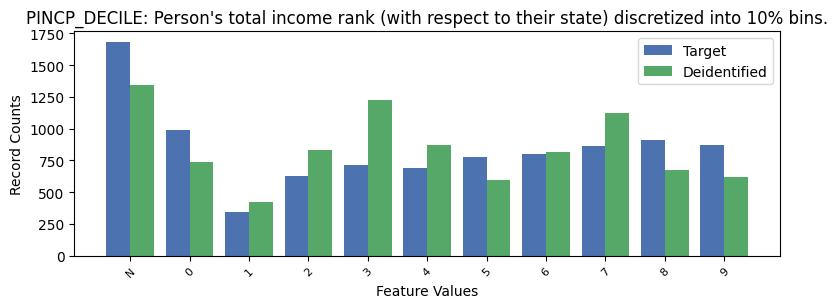 PINCP_DECILE: Person's total income rank (with respect to their state) discretized into 10% bins.
Target
Deidentified
Record Counts
1750
1500
1250
1000
750
500
250
0
N 0 1 2 3 4 5 6 7 8 9
Feature Values